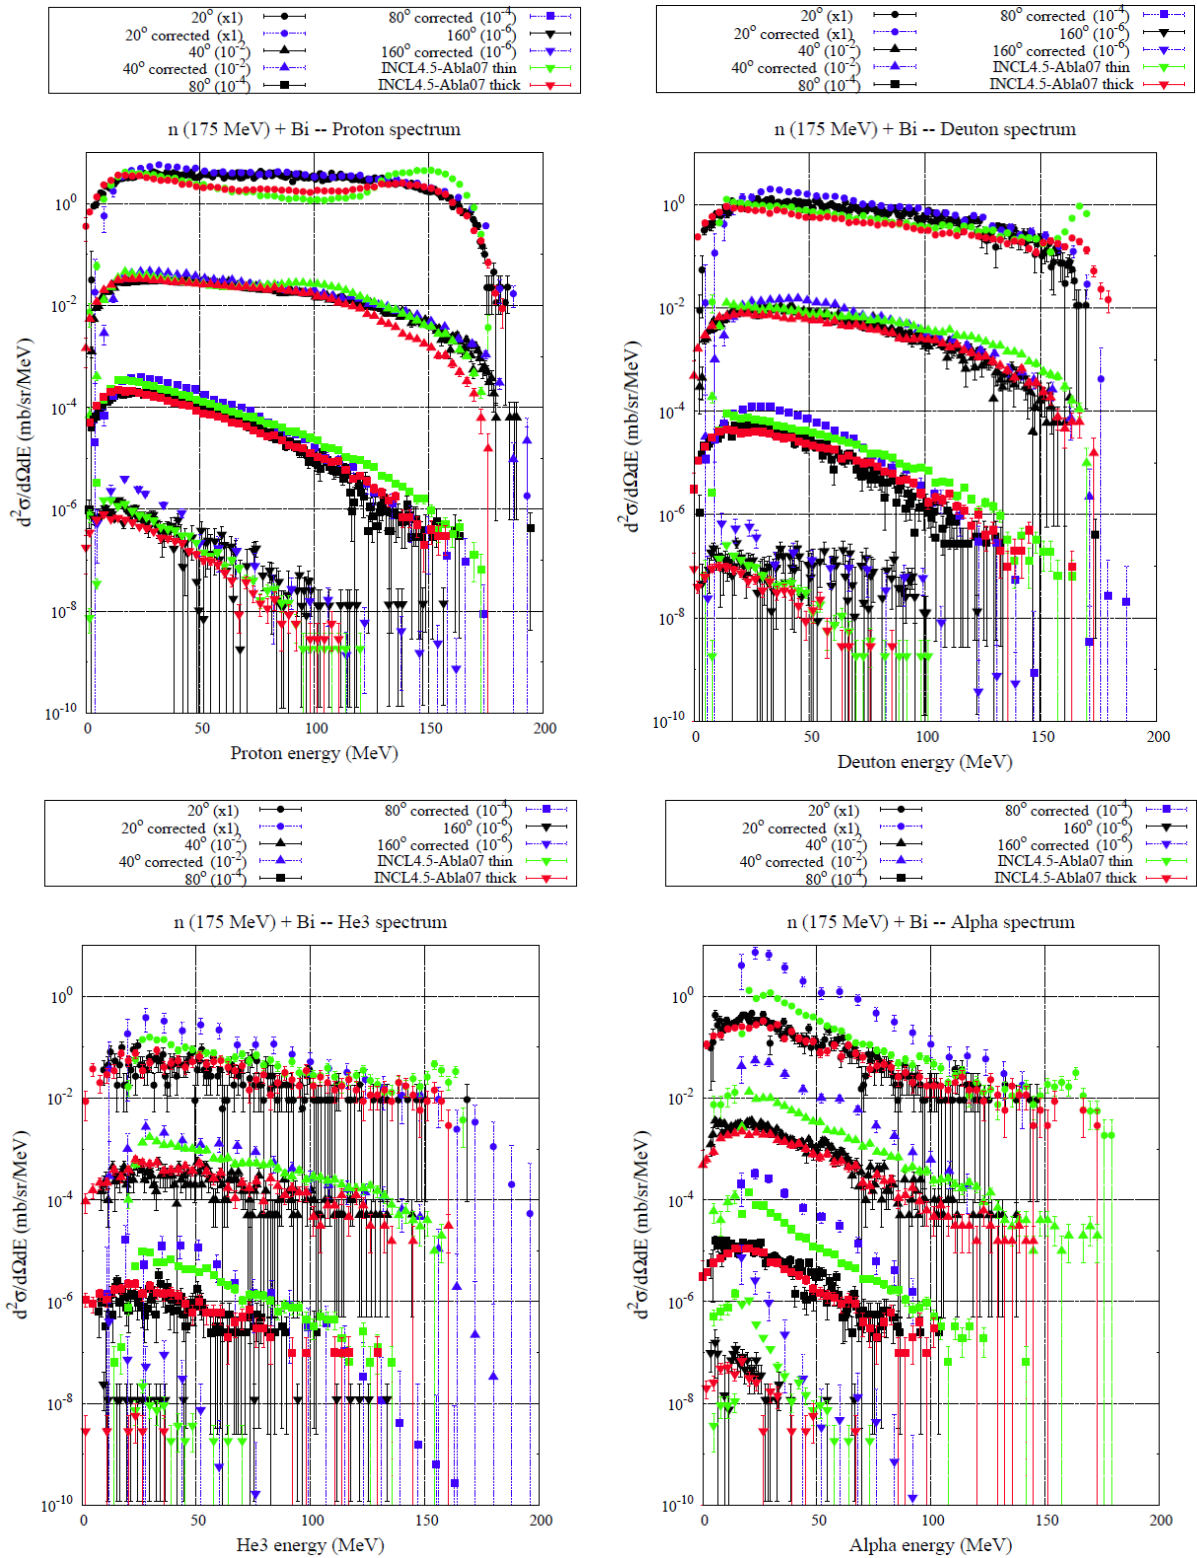 20° (x1)
20° corrected (x1)
40° (10⁻²)
40° corrected (10⁻²)
80° (10⁻⁴)
80° corrected (10⁻⁴)
160° (10⁻⁶)
160° corrected (10⁻⁶)
INCL4.5-Abla07 thin
INCL4.5-Abla07 thick
n (175 MeV) + Bi -- Proton spectrum
d²σ/dΩdE (mb/sr/MeV)
10⁰
10⁻²
10⁻⁴
10⁻⁶
10⁻⁸
10⁻¹⁰
0 50 100 150 200
Proton energy (MeV)
20° (x1)
20° corrected (x1)
40° (10⁻²)
40° corrected (10⁻²)
80° (10⁻⁴)
80° corrected (10⁻⁴)
160° (10⁻⁶)
160° corrected (10⁻⁶)
INCL4.5-Abla07 thin
INCL4.5-Abla07 thick
n (175 MeV) + Bi -- Deuton spectrum
d²σ/dΩdE (mb/sr/MeV)
10⁰
10⁻²
10⁻⁴
10⁻⁶
10⁻⁸
10⁻¹⁰
0 50 100 150 200
Deuton energy (MeV)
20° (x1)
20° corrected (x1)
40° (10⁻²)
40° corrected (10⁻²)
80° (10⁻⁴)
80° corrected (10⁻⁴)
160° (10⁻⁶)
160° corrected (10⁻⁶)
INCL4.5-Abla07 thin
INCL4.5-Abla07 thick
n (175 MeV) + Bi -- He3 spectrum
d²σ/dΩdE (mb/sr/MeV)
10⁰
10⁻²
10⁻⁴
10⁻⁶
10⁻⁸
10⁻¹⁰
0 50 100 150 200
He3 energy (MeV)
20° (x1)
20° corrected (x1)
40° (10⁻²)
40° corrected (10⁻²)
80° (10⁻⁴)
80° corrected (10⁻⁴)
160° (10⁻⁶)
160° corrected (10⁻⁶)
INCL4.5-Abla07 thin
INCL4.5-Abla07 thick
n (175 MeV) + Bi -- Alpha spectrum
d²σ/dΩdE (mb/sr/MeV)
10⁰
10⁻²
10⁻⁴
10⁻⁶
10⁻⁸
10⁻¹⁰
0 50 100 150 200
Alpha energy (MeV)